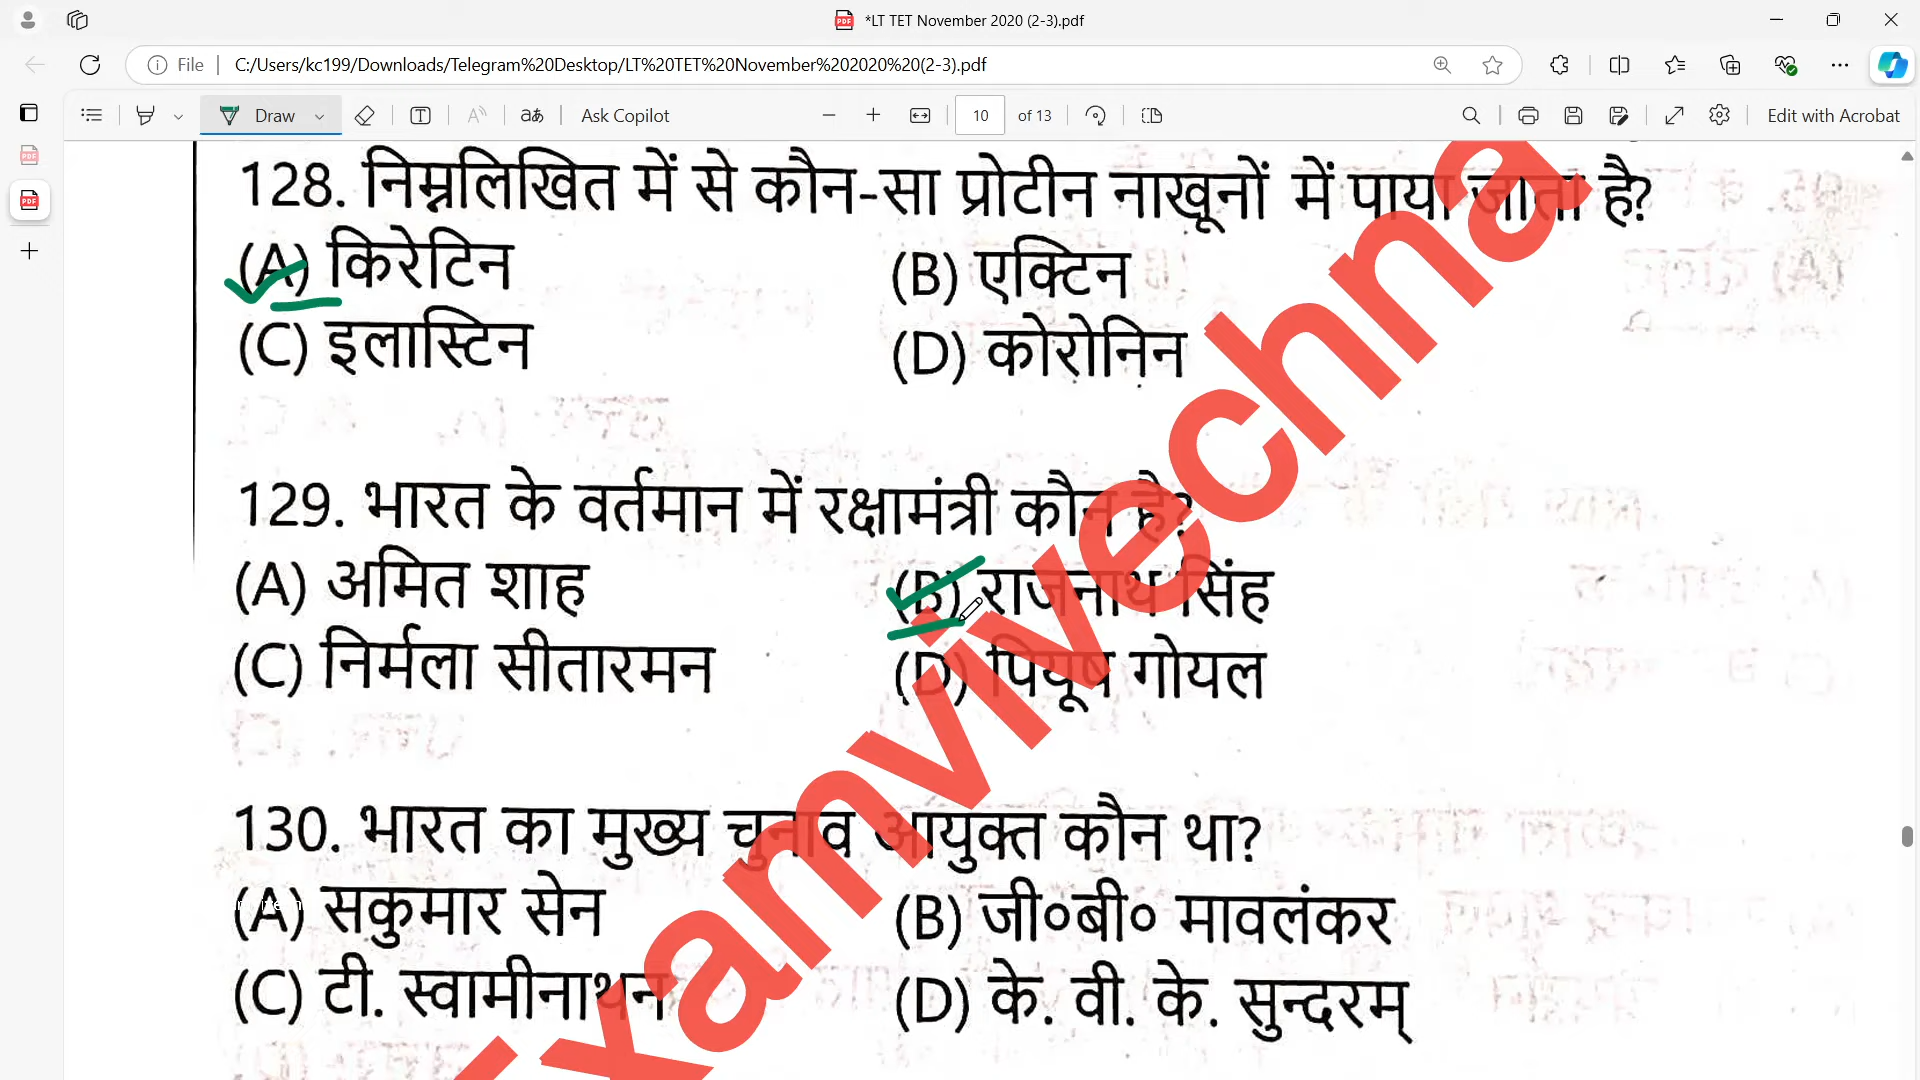 *LT TET November 2020 (2-3).pdf
File C:/Users/kc199/Downloads/Telegram%20Desktop/LT%20TET%20November%202020%20(2-3).pdf
Draw Ask Copilot 10 of 13 Edit with Acrobat
128. निम्नलिखित में से कौन-सा प्रोटीन नाखूनों में पाया जाता है?
(A) किरेटिन (B) एक्टिन
(C) इलास्टिन (D) कोरोनिन
129. भारत के वर्तमान में रक्षामंत्री कौन है?
(A) अमित शाह (B) राजनाथ सिंह
(C) निर्मला सीतारमन (D) पियूष गोयल
130. भारत का मुख्य चुनाव आयुक्त कौन था?
(A) सकुमार सेन (B) जी०बी० मावलंकर
(C) टी. स्वामीनाथन (D) के. वी. के. सुन्दरम्
Examvivechna